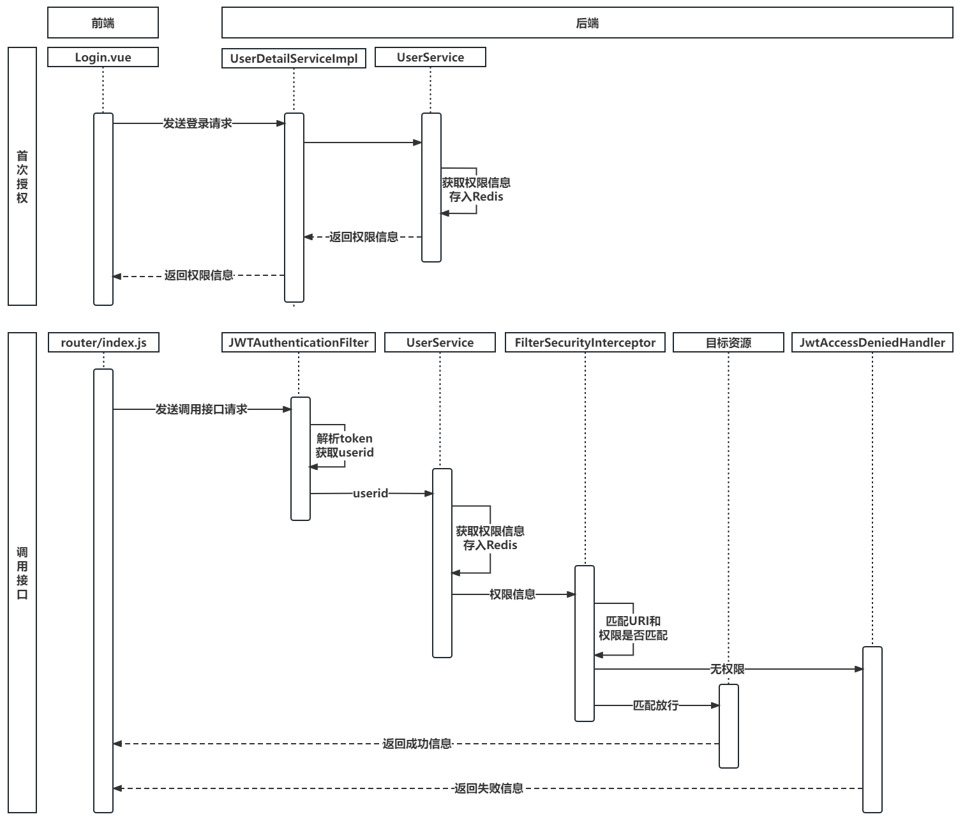 前端
后端
Login.vue
UserDetailServiceImpl
UserService
首次授权
发送登录请求
获取权限信息
存入Redis
返回权限信息
返回权限信息
router/index.js
JWTAuthenticationFilter
UserService
FilterSecurityInterceptor
目标资源
JwtAccessDeniedHandler
调用接口
发送调用接口请求
解析token
获取userid
userid
获取权限信息
存入Redis
权限信息
匹配URI和
权限是否匹配
无权限
匹配放行
返回成功信息
返回失败信息